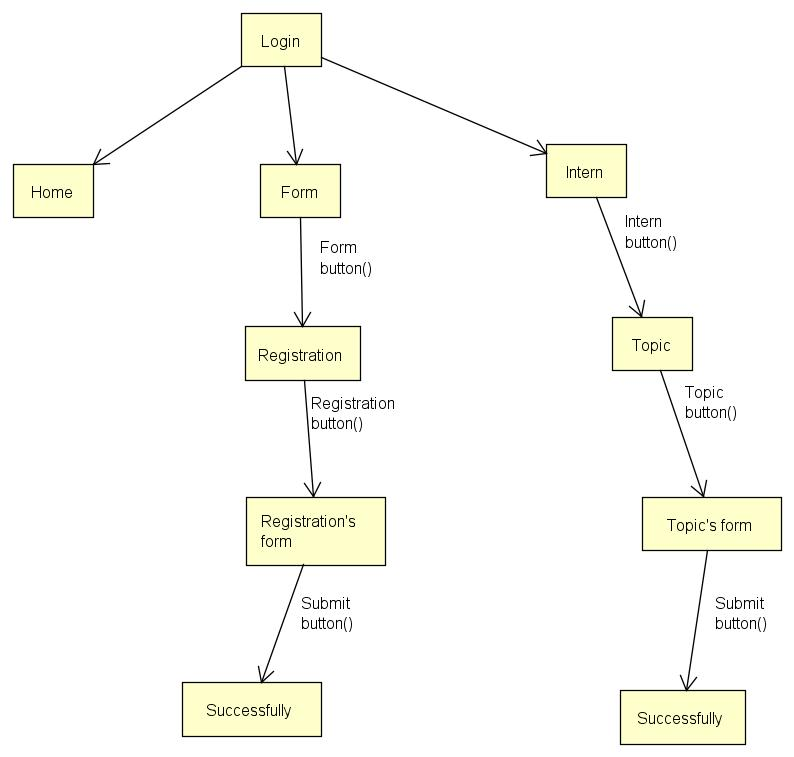 Login
Home
Form
Intern
Intern
button()
Form
button()
Registration
Topic
Registration
button()
Topic
button()
Registration's
form
Topic's form
Submit
button()
Submit
button()
Successfully
Successfully